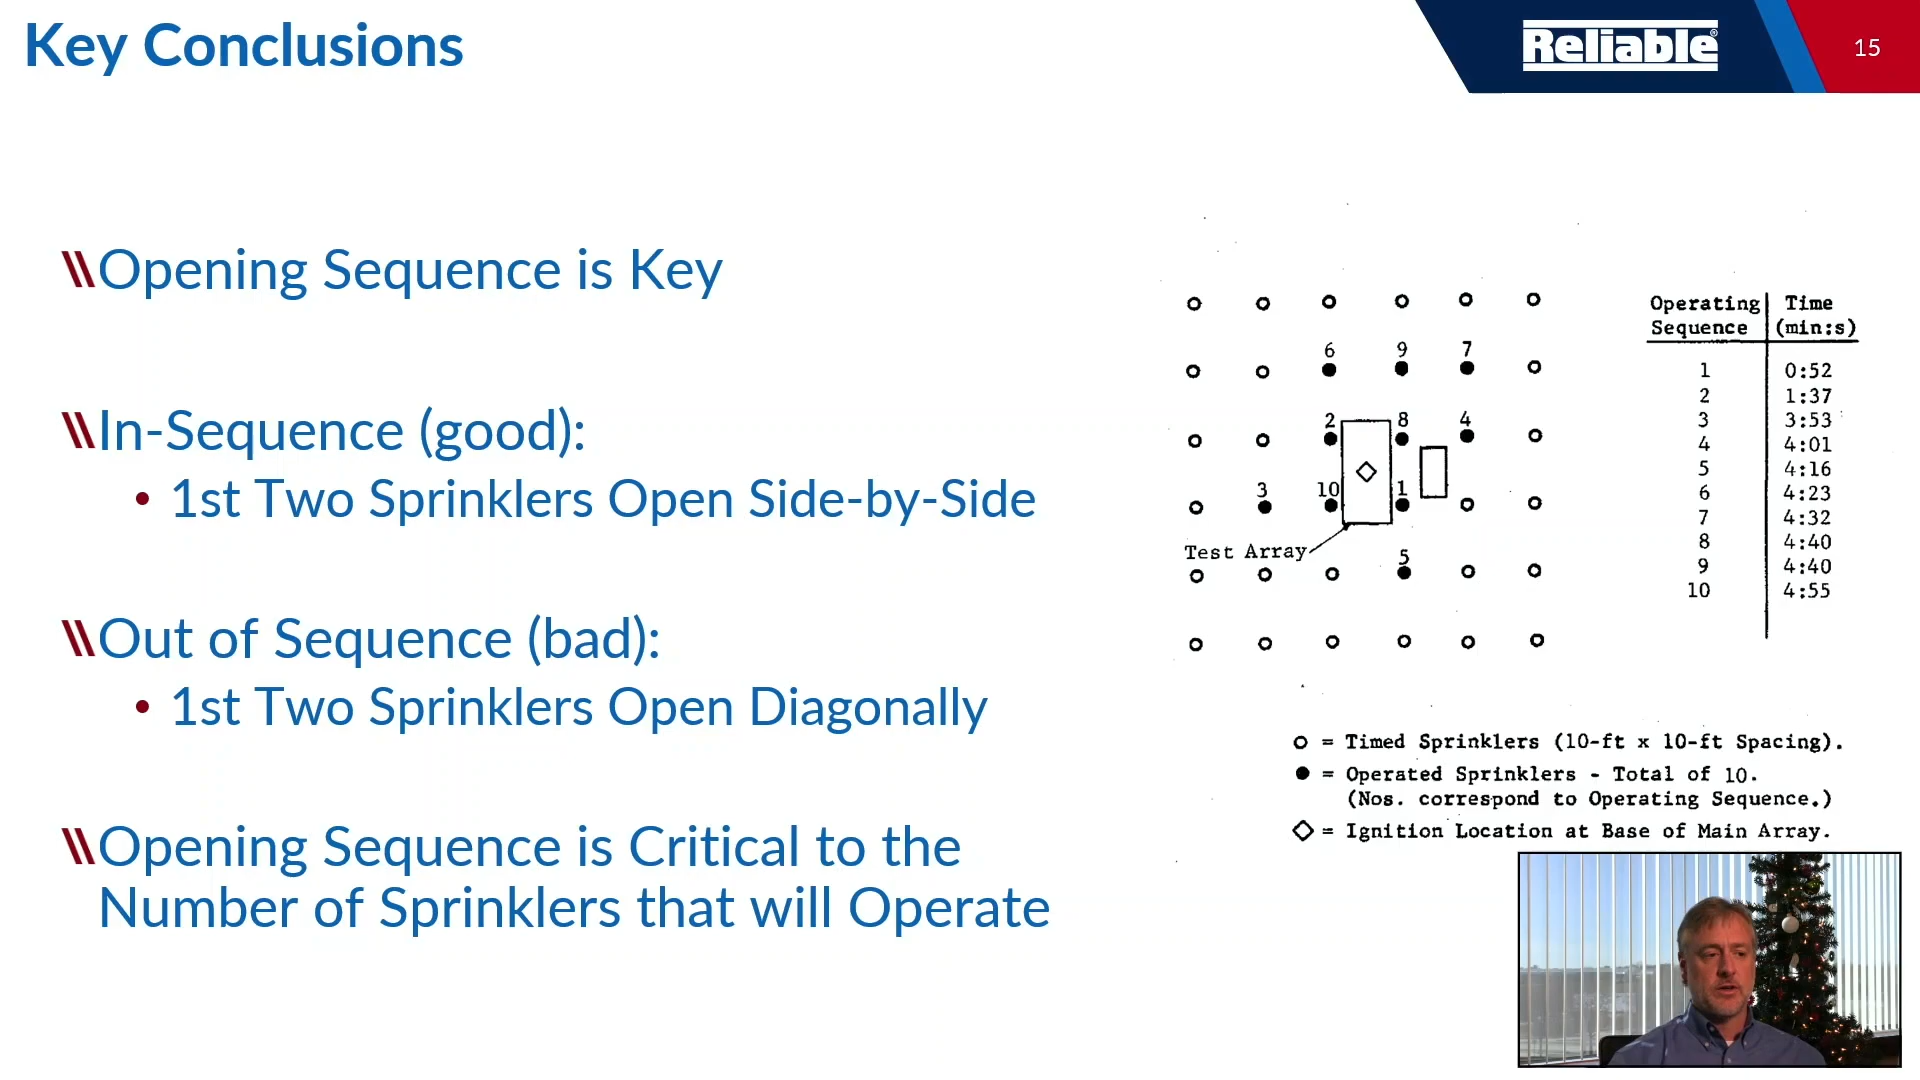 Key Conclusions
Reliable®
15
Opening Sequence is Key
In-Sequence (good):
• 1st Two Sprinklers Open Side-by-Side
Out of Sequence (bad):
• 1st Two Sprinklers Open Diagonally
Opening Sequence is Critical to the
Number of Sprinklers that will Operate
6 9 7
2 8 4
3 10 1
Test Array
5
Operating Time
Sequence (min:s)
1 0:52
2 1:37
3 3:53
4 4:01
5 4:16
6 4:23
7 4:32
8 4:40
9 4:40
10 4:55
= Timed Sprinklers (10-ft x 10-ft Spacing).
= Operated Sprinklers - Total of 10.
(Nos. correspond to Operating Sequence.)
= Ignition Location at Base of Main Array.